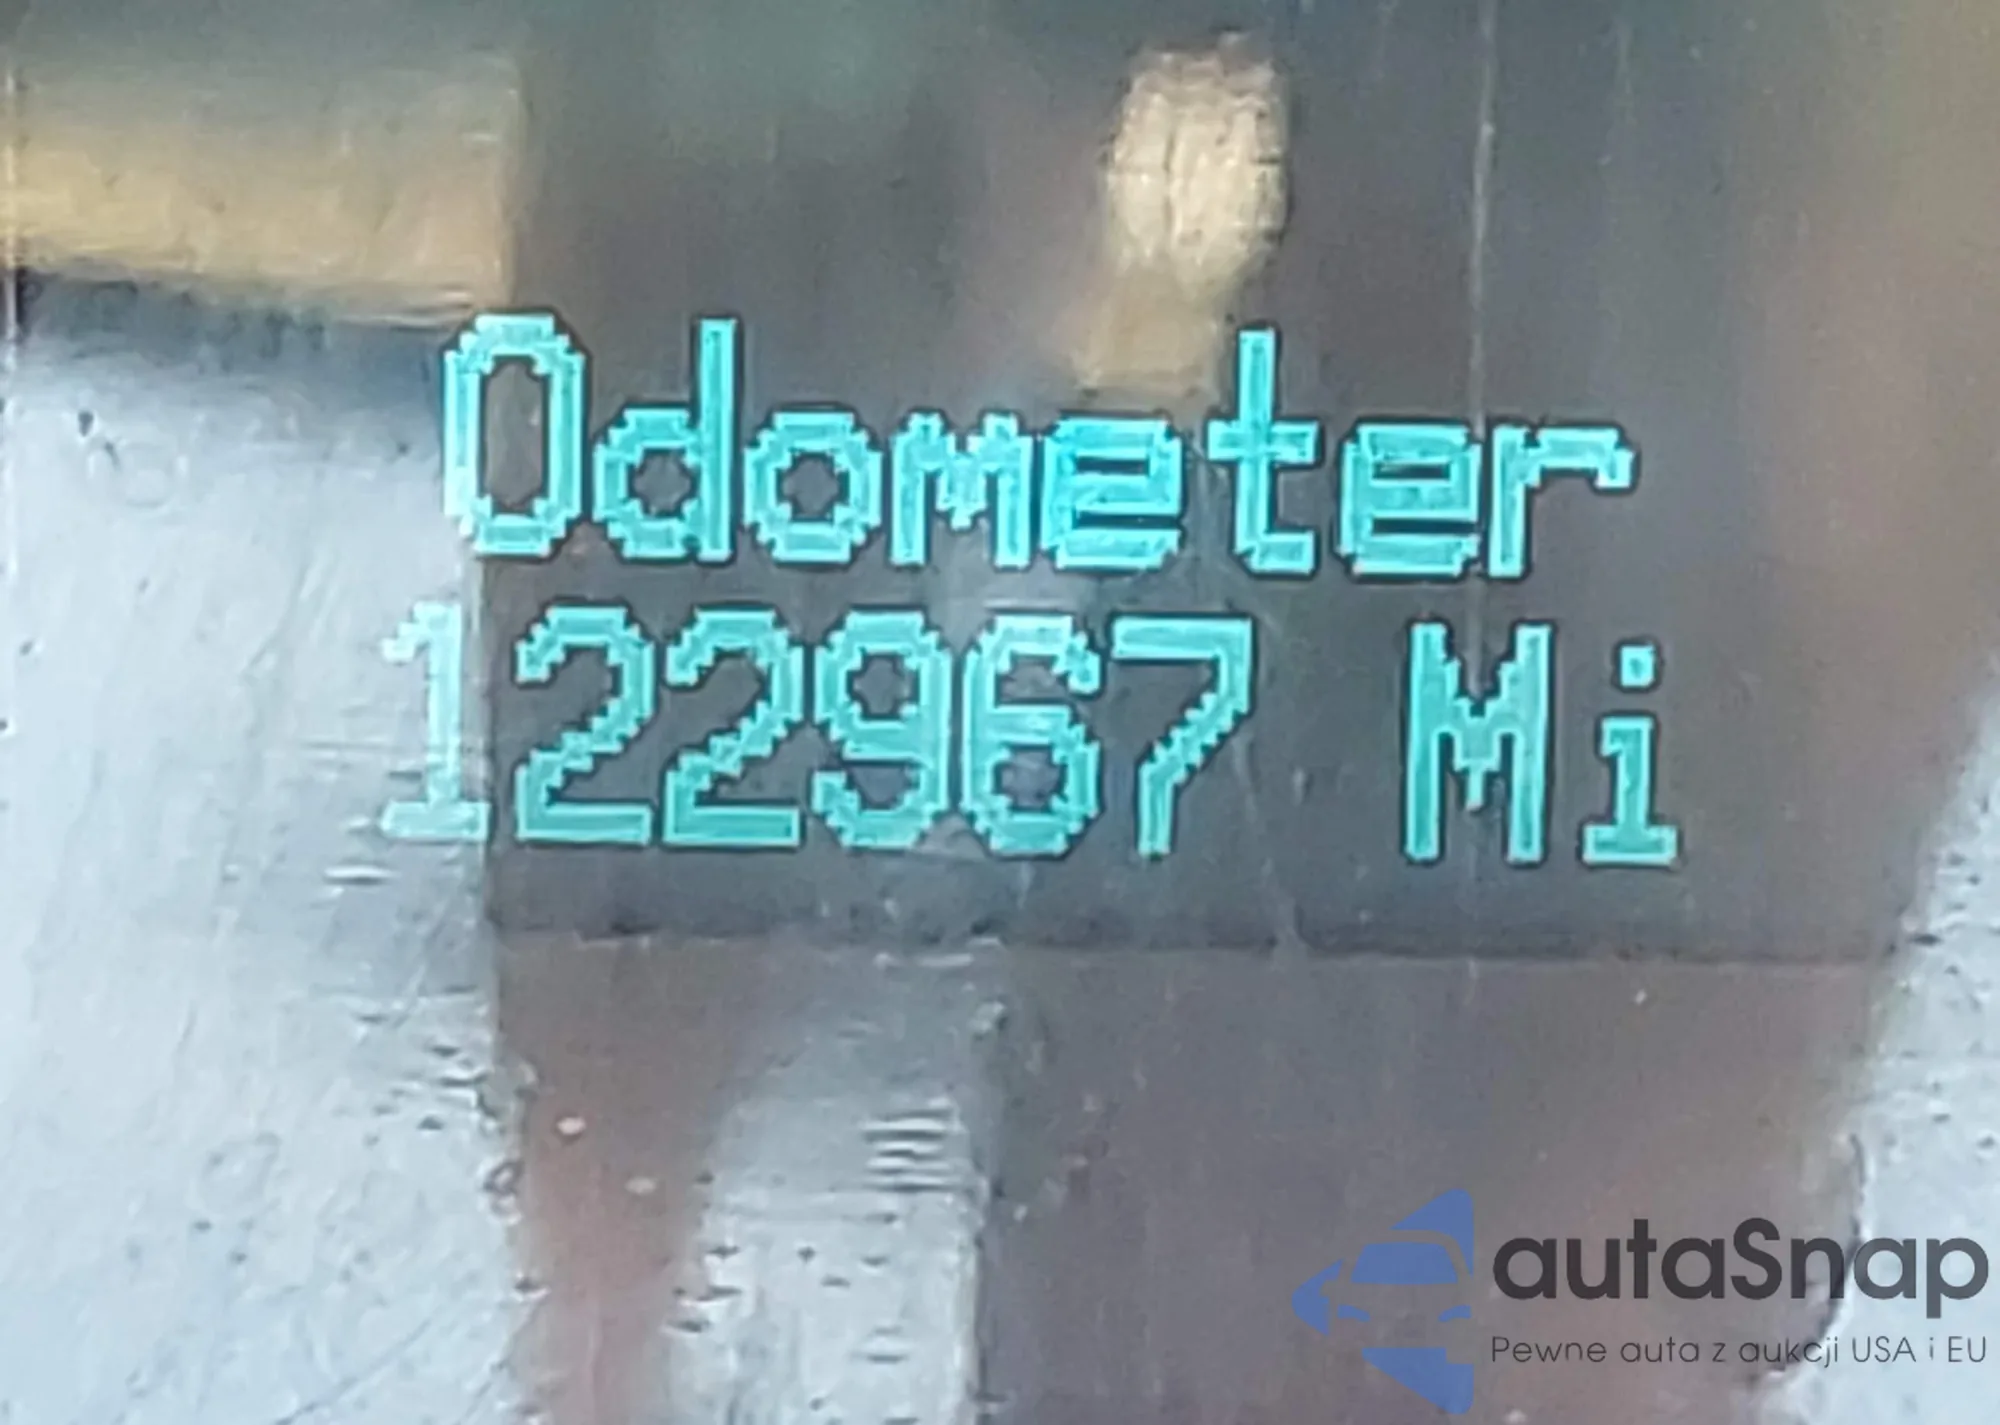 Odometer
122967 Mi
autaSnap
Pewne auta z aukcji USA i EU